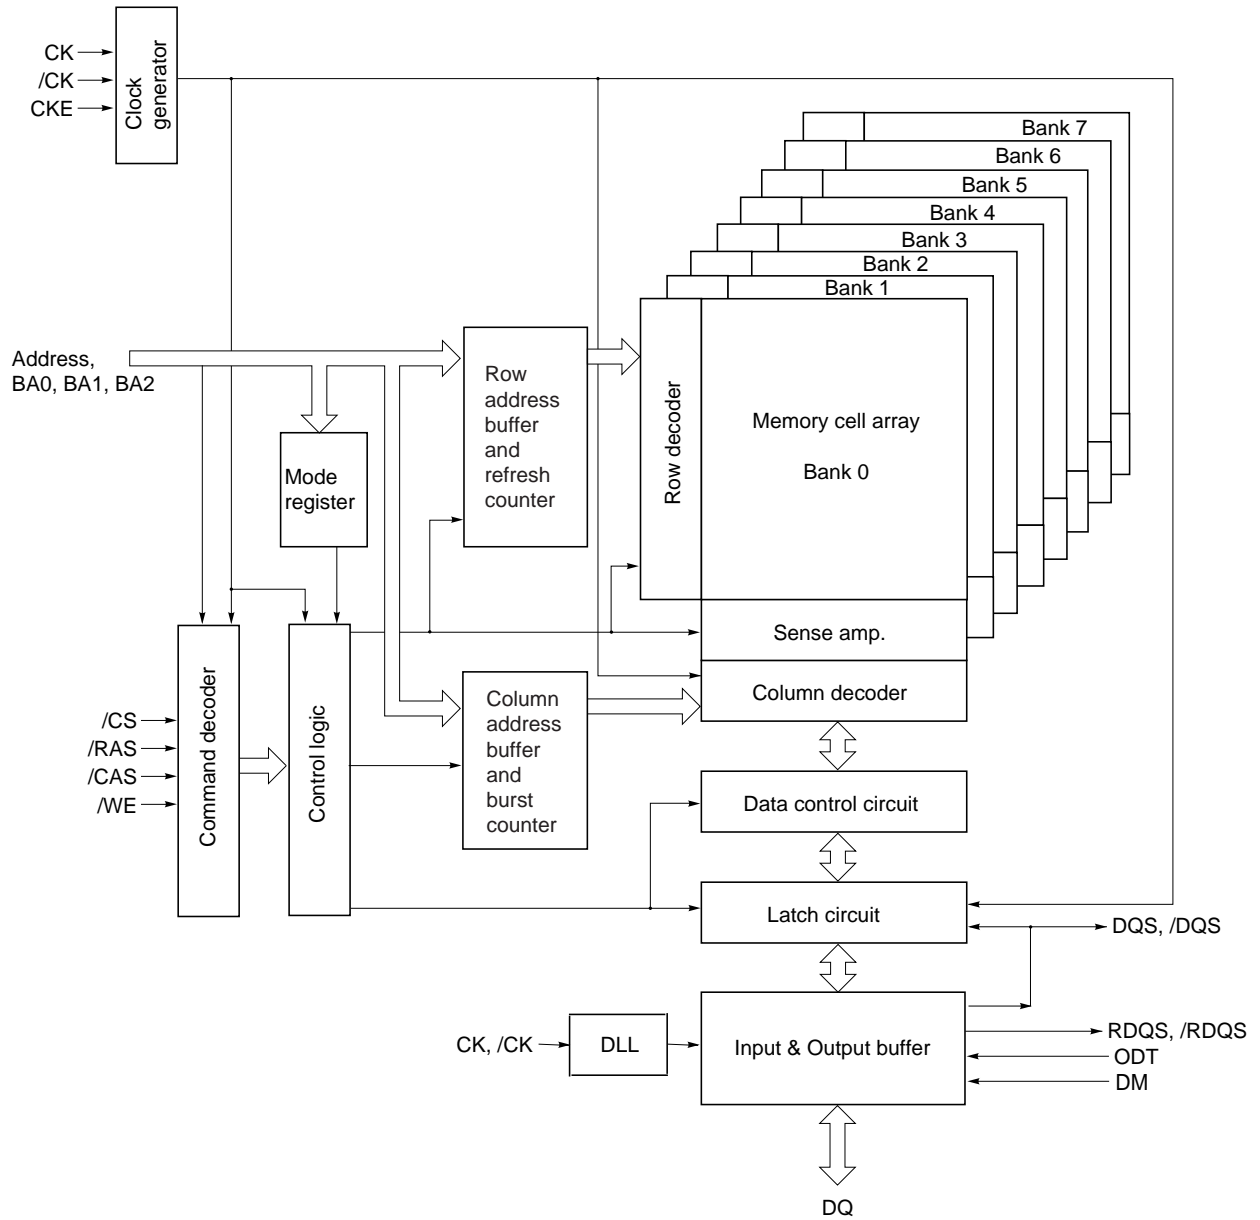 CK
/CK
CKE
Clock
generator
Bank 7
Bank 6
Bank 5
Bank 4
Bank 3
Bank 2
Bank 1
Address,
BA0, BA1, BA2
Mode
register
Row
address
buffer
and
refresh
counter
Row decoder
Memory cell array
Bank 0
Sense amp.
Column decoder
/CS
/RAS
/CAS
/WE
Command decoder
Control logic
Column
address
buffer
and
burst
counter
Data control circuit
Latch circuit
DQS, /DQS
CK, /CK
DLL
Input & Output buffer
RDQS, /RDQS
ODT
DM
DQ